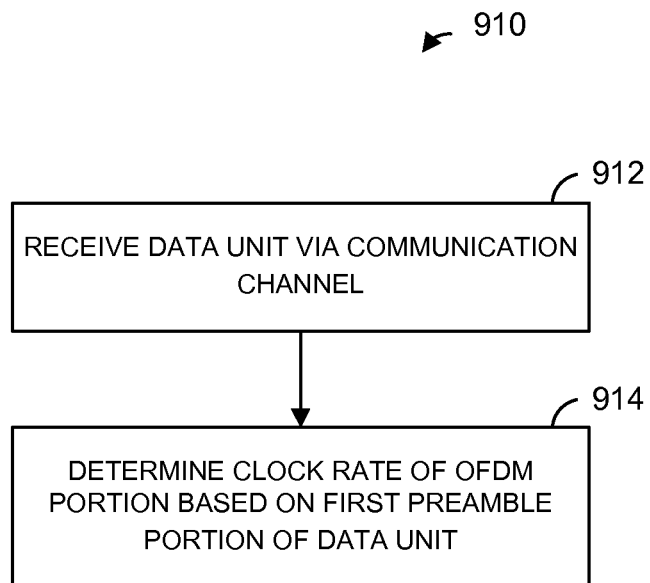 910
912
RECEIVE DATA UNIT VIA COMMUNICATION
CHANNEL
914
DETERMINE CLOCK RATE OF OFDM
PORTION BASED ON FIRST PREAMBLE
PORTION OF DATA UNIT